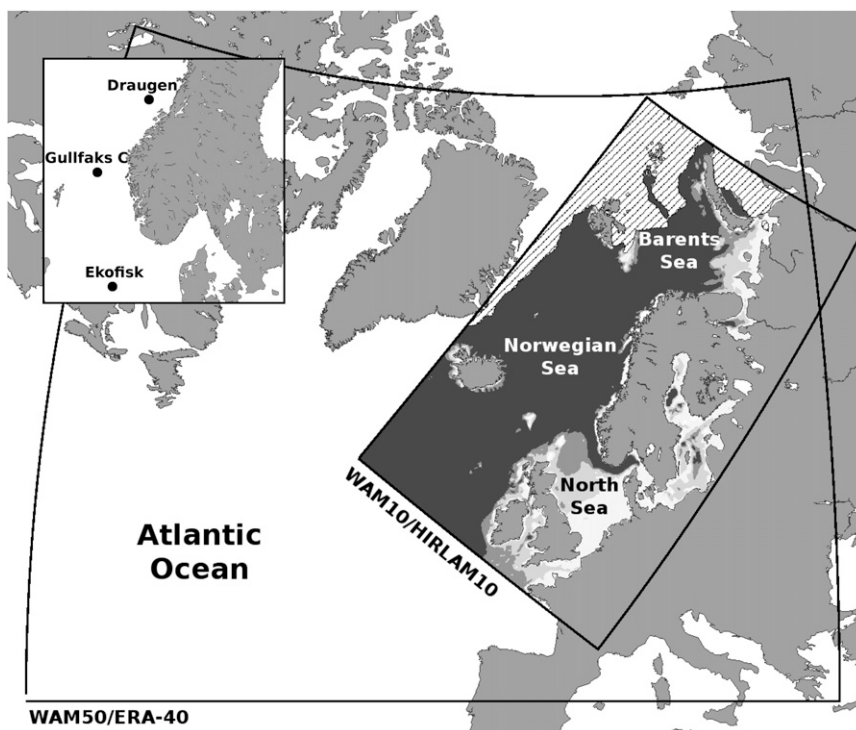 Draugen
Gullfaks C
Ekofisk
Barents
Sea
Norwegian
Sea
North
Sea
WAM10/HIRLAM10
Atlantic
Ocean
WAM50/ERA-40